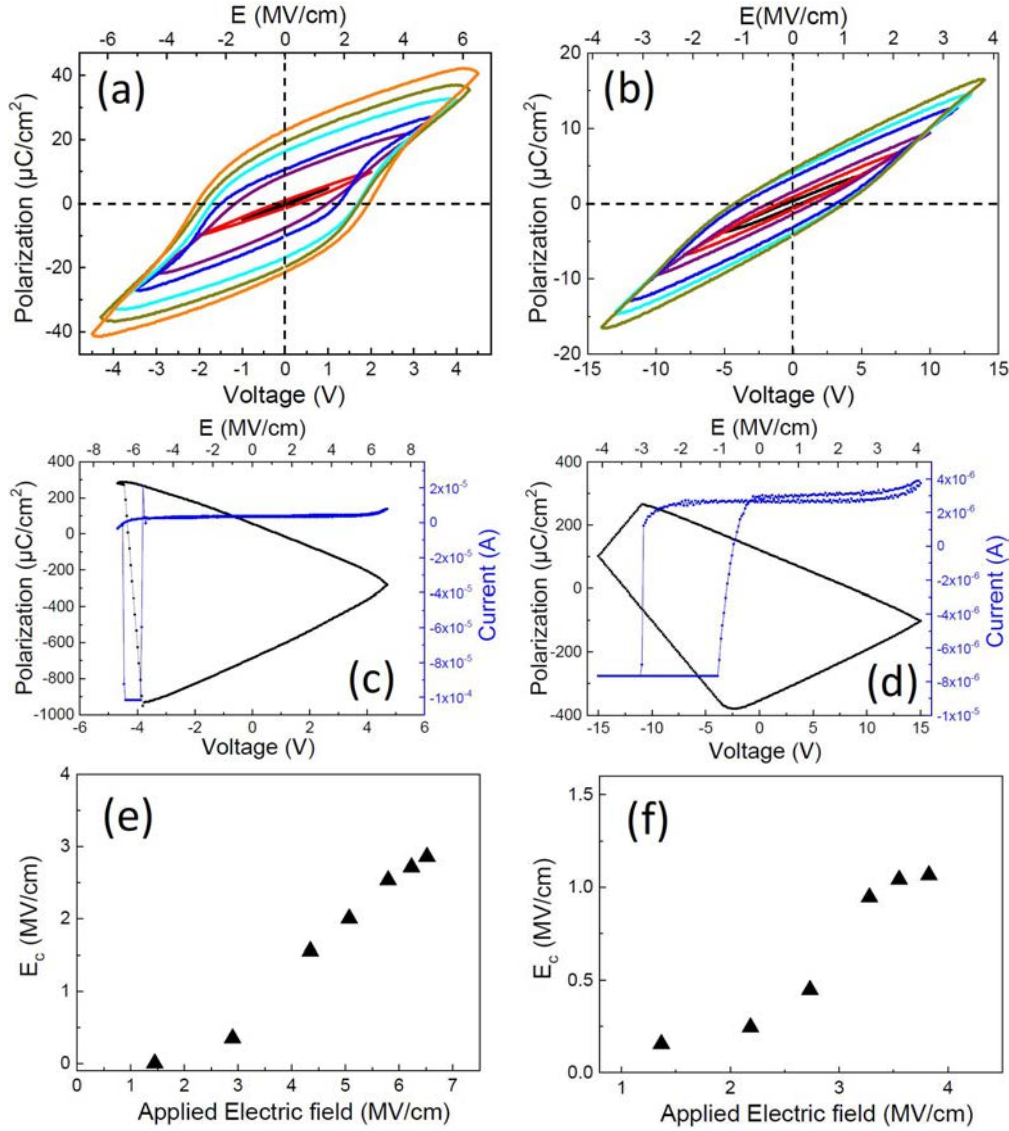 E (MV/cm)
-6 -4 -2 0 2 4 6
(a)
Polarization (µC/cm²)
40
20
0
-20
-40
-4 -3 -2 -1 0 1 2 3 4
Voltage (V)
E(MV/cm)
-4 -3 -2 -1 0 1 2 3 4
(b)
Polarization (µC/cm²)
20
10
0
-10
-20
-15 -10 -5 0 5 10 15
Voltage (V)
E (MV/cm)
-8 -6 -4 -2 0 2 4 6 8
Polarization (µC/cm²)
400
300
200
100
0
-100
-200
-300
-400
-500
-600
-700
-800
-900
-1000
2x10⁻⁵
0
-2x10⁻⁵
-4x10⁻⁵
-6x10⁻⁵
-8x10⁻⁵
-1x10⁻⁴
Current (A)
(c)
-6 -4 -2 0 2 4 6
Voltage (V)
E (MV/cm)
-4 -3 -2 -1 0 1 2 3 4
Polarization (µC/cm²)
400
200
0
-200
-400
4x10⁻⁶
2x10⁻⁶
0
-2x10⁻⁶
-4x10⁻⁶
-6x10⁻⁶
-8x10⁻⁶
-1x10⁻⁵
Current (A)
(d)
-15 -10 -5 0 5 10 15
Voltage (V)
(e)
E_c (MV/cm)
4
3
2
1
0
0 1 2 3 4 5 6 7
Applied Electric field (MV/cm)
(f)
E_c (MV/cm)
1.5
1.0
0.5
0.0
1 2 3 4
Applied Electric field (MV/cm)